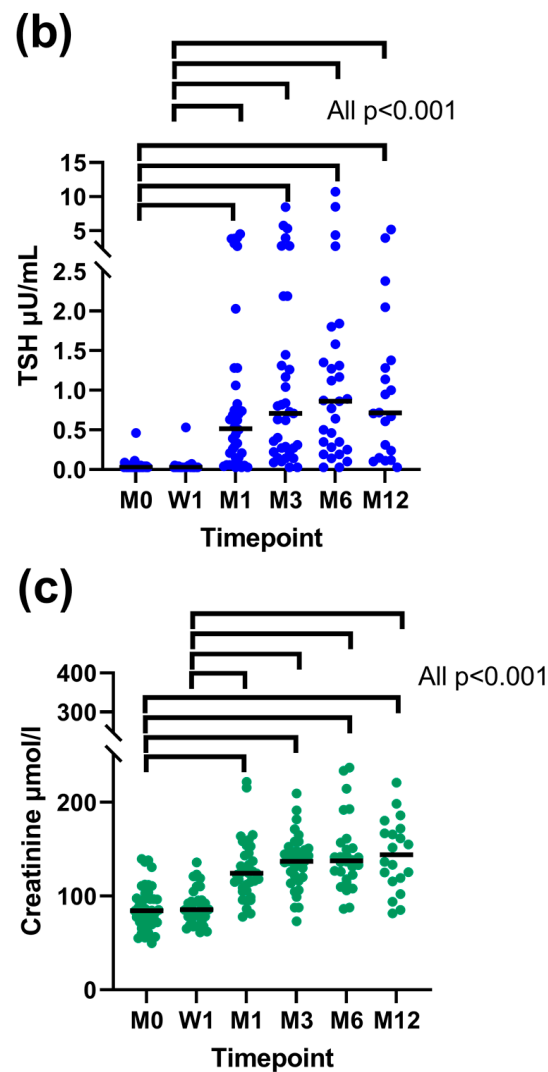 (b)
All p<0.001
15
10
5
2.5
2.0
1.5
1.0
0.5
0.0
TSH µU/mL
M0 W1 M1 M3 M6 M12
Timepoint
(c)
All p<0.001
400
300
200
100
0
Creatinine µmol/l
M0 W1 M1 M3 M6 M12
Timepoint